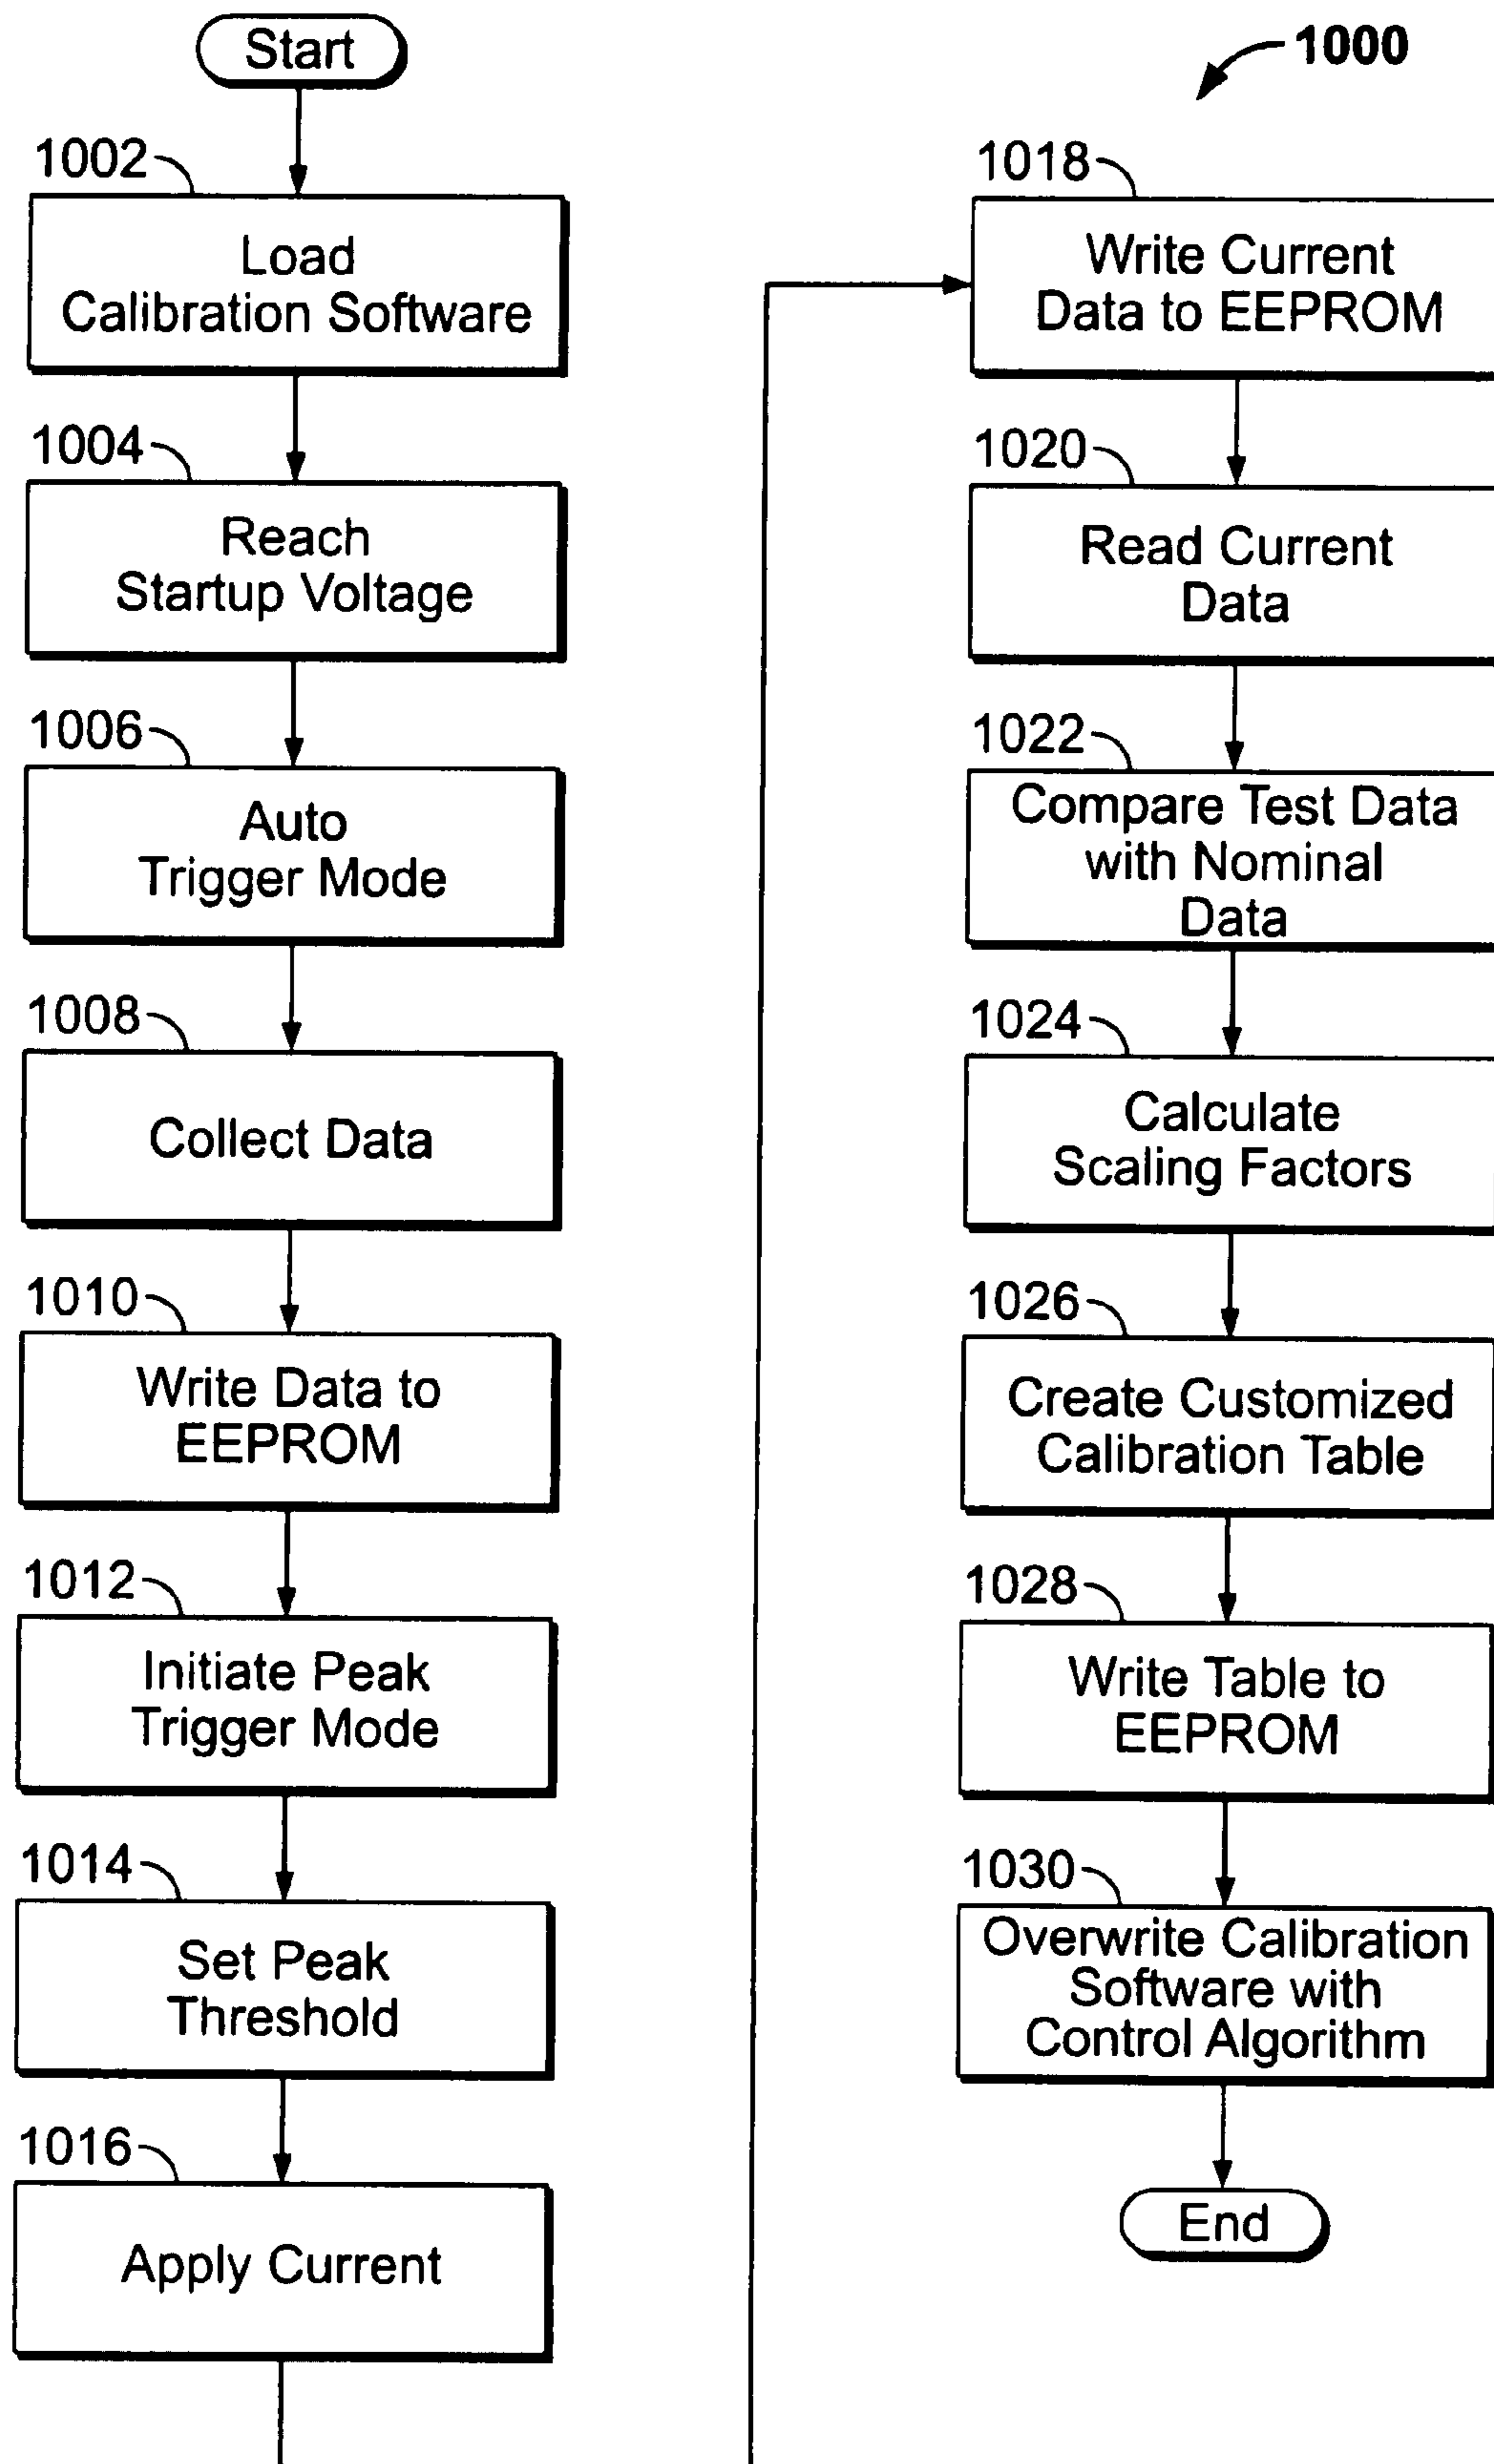 Start
1002
Load
Calibration Software
1004
Reach
Startup Voltage
1006
Auto
Trigger Mode
1008
Collect Data
1010
Write Data to
EEPROM
1012
Initiate Peak
Trigger Mode
1014
Set Peak
Threshold
1016
Apply Current
1000
1018
Write Current
Data to EEPROM
1020
Read Current
Data
1022
Compare Test Data
with Nominal
Data
1024
Calculate
Scaling Factors
1026
Create Customized
Calibration Table
1028
Write Table to
EEPROM
1030
Overwrite Calibration
Software with
Control Algorithm
End